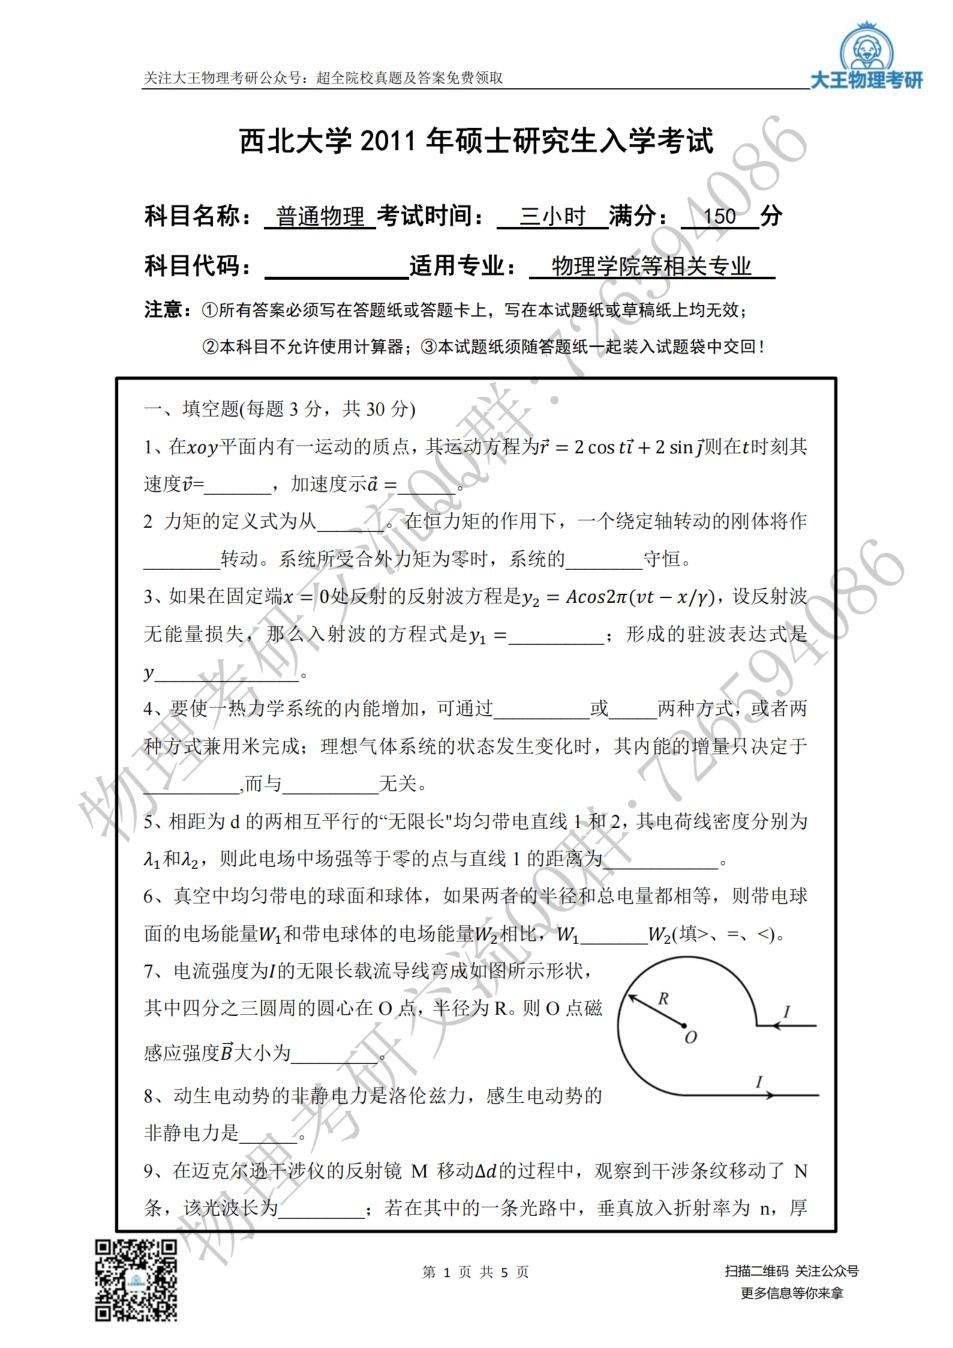 关注大王物理考研公众号：超全院校真题及答案免费领取
大王物理考研
西北大学 2011 年硕士研究生入学考试
科目名称： 普通物理 考试时间： 三小时 满分： 150 分
科目代码： 适用专业： 物理学院等相关专业
注意：①所有答案必须写在答题纸或答题卡上，写在本试题纸或草稿纸上均无效；
②本科目不允许使用计算器；③本试题纸须随答题纸一起装入试题袋中交回！
一、填空题(每题 3 分，共 30 分)
1、在xoy平面内有一运动的质点，其运动方程为r⃗ = 2 cos ti⃗ + 2 sin j⃗则在t时刻其
速度v⃗=_______，加速度示a⃗ =______。
2 力矩的定义式为从_______。在恒力矩的作用下，一个绕定轴转动的刚体将作
________转动。系统所受合外力矩为零时，系统的________守恒。
3、如果在固定端x = 0处反射的反射波方程是y₂ = Acos2π(vt − x/γ)，设反射波
无能量损失，那么入射波的方程式是y₁ =__________；形成的驻波表达式是
y_______________。
4、要使一热力学系统的内能增加，可通过__________或_____两种方式，或者两
种方式兼用米完成；理想气体系统的状态发生变化时，其内能的增量只决定于
__________,而与__________无关。
5、相距为 d 的两相互平行的“无限长"均匀带电直线 1 和 2，其电荷线密度分别为
λ₁和λ₂，则此电场中场强等于零的点与直线 1 的距离为____________。
6、真空中均匀带电的球面和球体，如果两者的半径和总电量都相等，则带电球
面的电场能量W₁和带电球体的电场能量W₂相比，W₁_______W₂(填>、=、<)。
7、电流强度为I的无限长载流导线弯成如图所示形状，
其中四分之三圆周的圆心在 O 点，半径为 R。则 O 点磁
感应强度B⃗大小为_________。
R
O
I
I
8、动生电动势的非静电力是洛伦兹力，感生电动势的
非静电力是______。
9、在迈克尔逊干涉仪的反射镜 M 移动Δd的过程中，观察到干涉条纹移动了 N
条，该光波长为_________；若在其中的一条光路中，垂真放入折射率为 n，厚
物理考研交流QQ群：726594086
物理考研交流QQ群：726594086
大王物理考研
第 1 页 共 5 页
扫描二维码 关注公众号
更多信息等你来拿